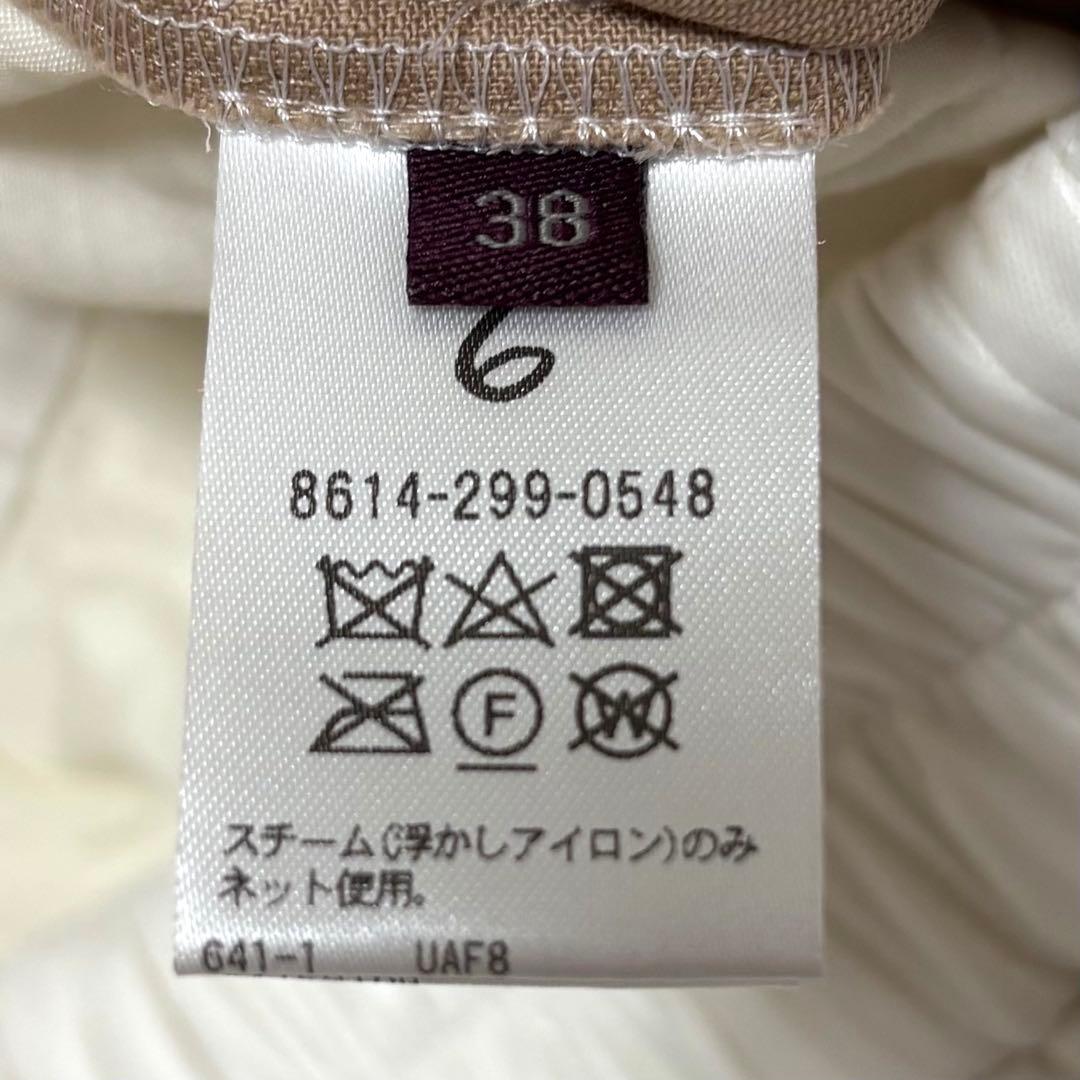 38
6
8614-299-0548
F
W
スチーム(浮かしアイロン)のみ
ネット使用。
641-1 UAF8